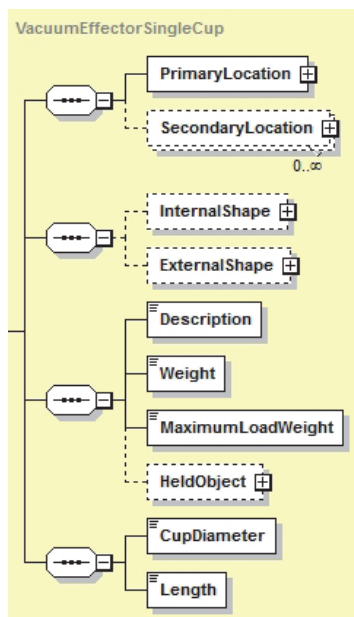 VacuumEffectorSingleCup
PrimaryLocation
SecondaryLocation
0..∞
InternalShape
ExternalShape
Description
Weight
MaximumLoadWeight
HeldObject
CupDiameter
Length